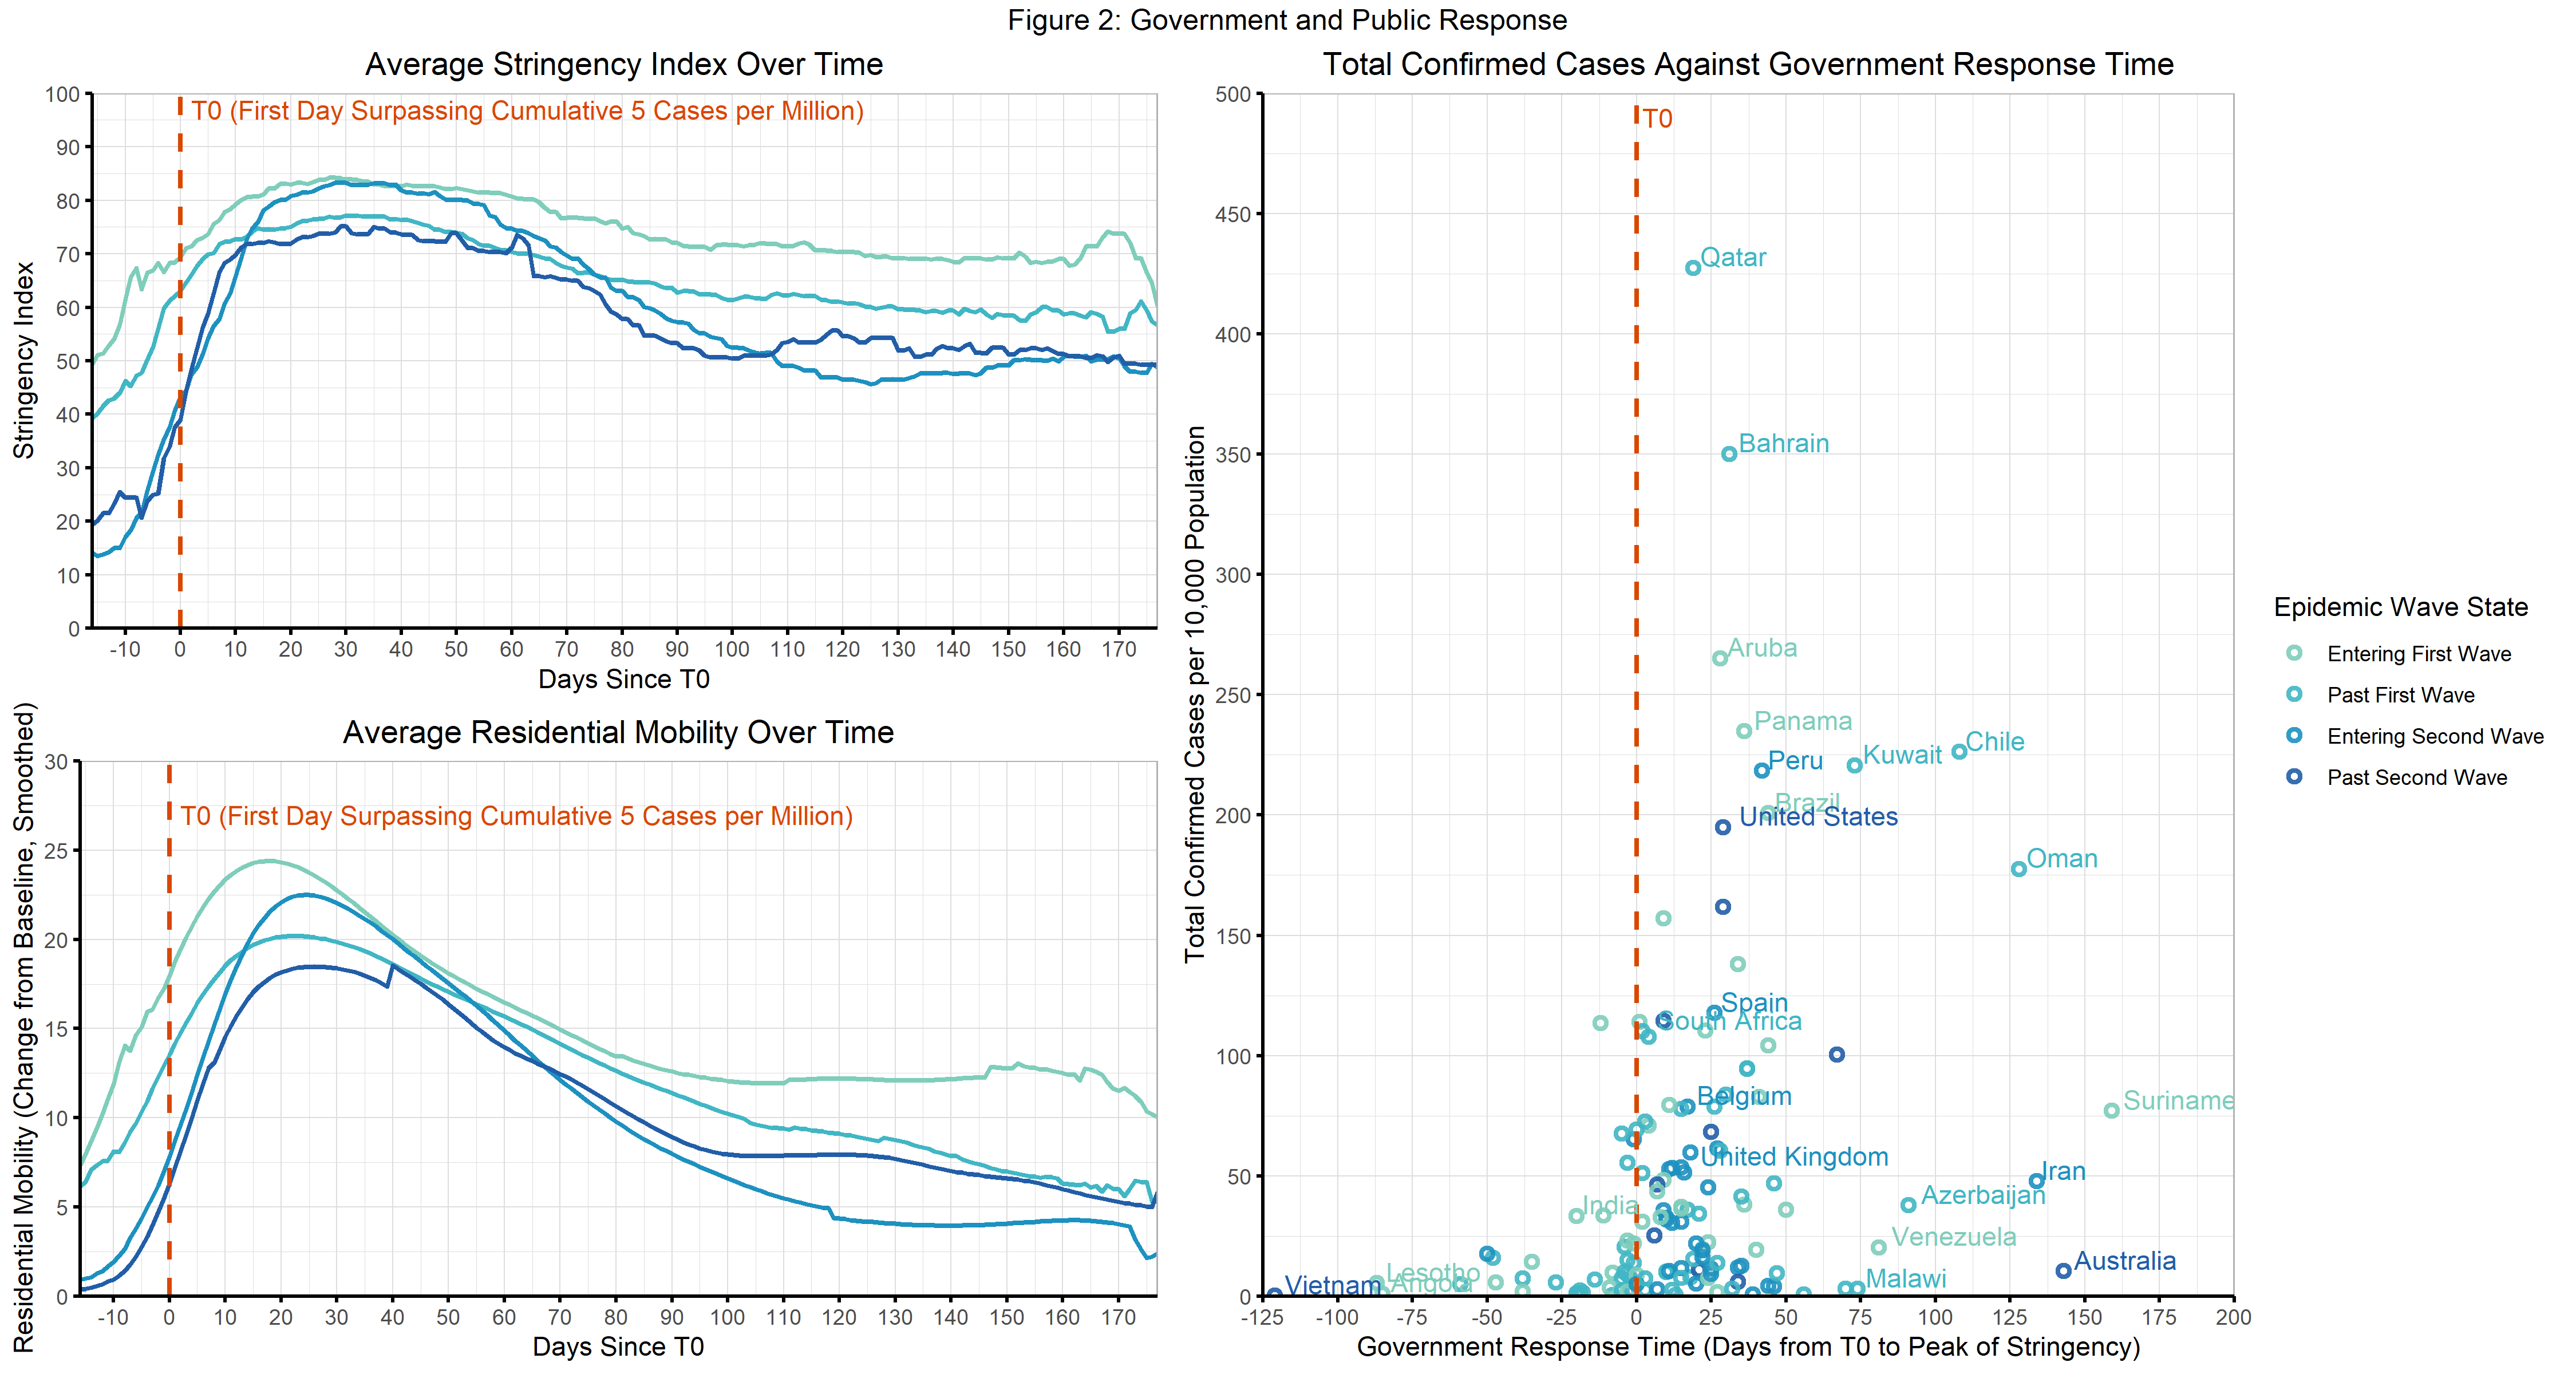 Figure 2: Government and Public Response
Average Stringency Index Over Time
T0 (First Day Surpassing Cumulative 5 Cases per Million)
Stringency Index
100
90
80
70
60
50
40
30
20
10
0
-10 0 10 20 30 40 50 60 70 80 90 100 110 120 130 140 150 160 170
Days Since T0
Average Residential Mobility Over Time
T0 (First Day Surpassing Cumulative 5 Cases per Million)
Residential Mobility (Change from Baseline, Smoothed)
30
25
20
15
10
5
0
-10 0 10 20 30 40 50 60 70 80 90 100 110 120 130 140 150 160 170
Days Since T0
Total Confirmed Cases Against Government Response Time
T0
Total Confirmed Cases per 10,000 Population
500
450
400
350
300
250
200
150
100
50
0
Qatar
Bahrain
Aruba
Panama
Chile
Kuwait
Peru
Brazil
United States
Oman
Spain
South Africa
Belgium
Suriname
United Kingdom
Iran
Azerbaijan
India
Venezuela
Australia
Lesotho
Malawi
Angola
Vietnam
-125 -100 -75 -50 -25 0 25 50 75 100 125 150 175 200
Government Response Time (Days from T0 to Peak of Stringency)
Epidemic Wave State
Entering First Wave
Past First Wave
Entering Second Wave
Past Second Wave